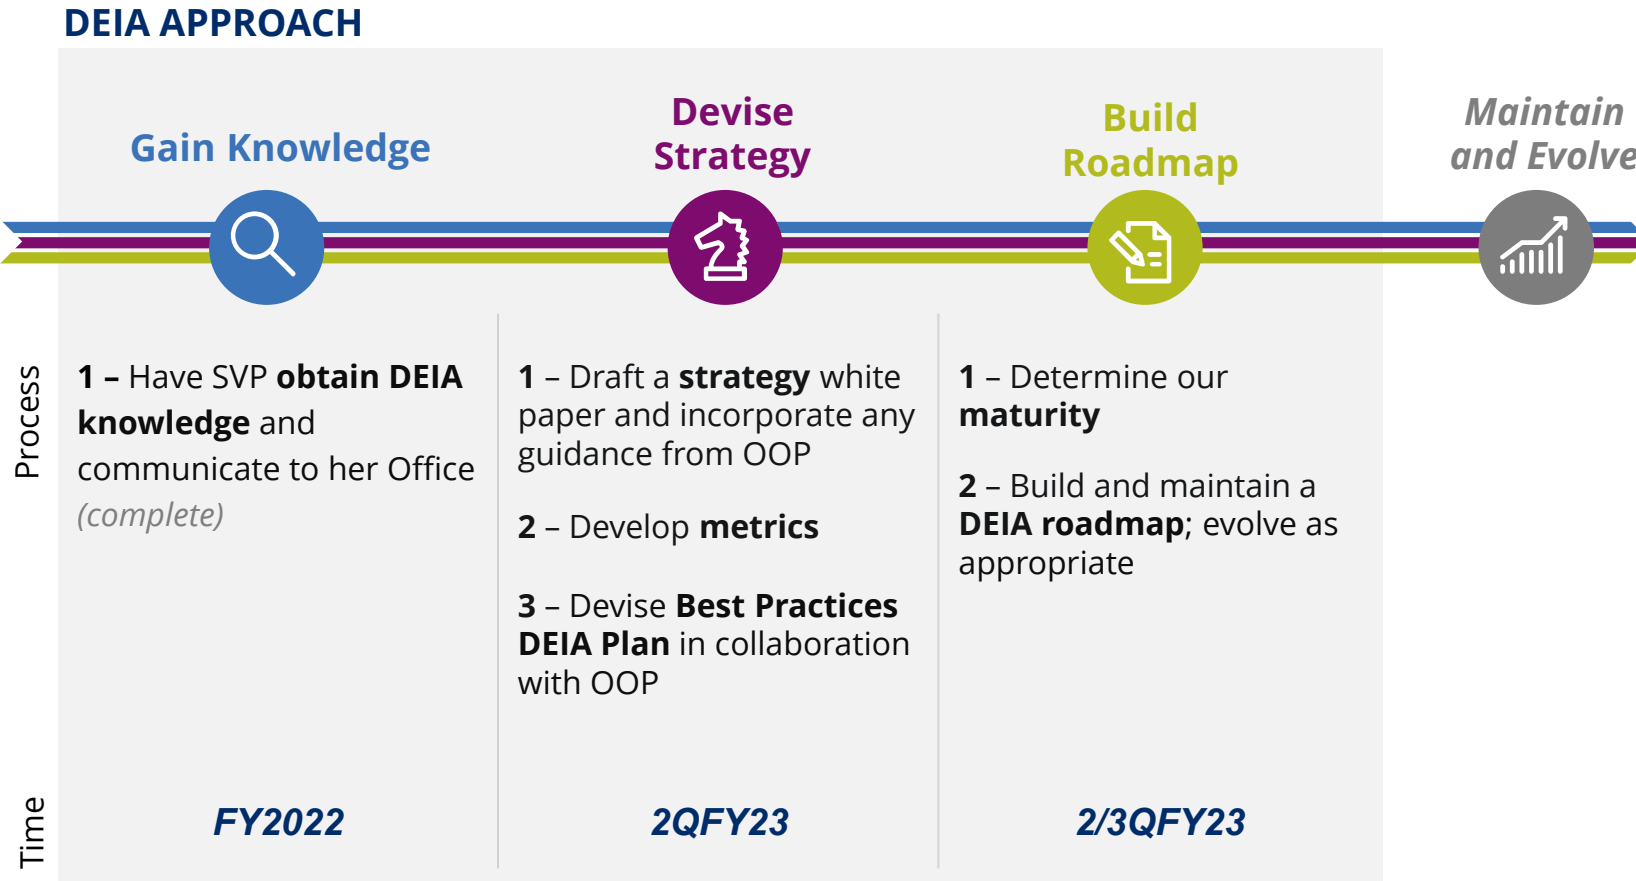 DEIA APPROACH
Gain Knowledge
Devise
Strategy
Build
Roadmap
Maintain
and Evolve
Process
1 – Have SVP obtain DEIA
knowledge and
communicate to her Office
(complete)
1 – Draft a strategy white
paper and incorporate any
guidance from OOP
2 – Develop metrics
3 – Devise Best Practices
DEIA Plan in collaboration
with OOP
1 – Determine our
maturity
2 – Build and maintain a
DEIA roadmap; evolve as
appropriate
Time
FY2022
2QFY23
2/3QFY23